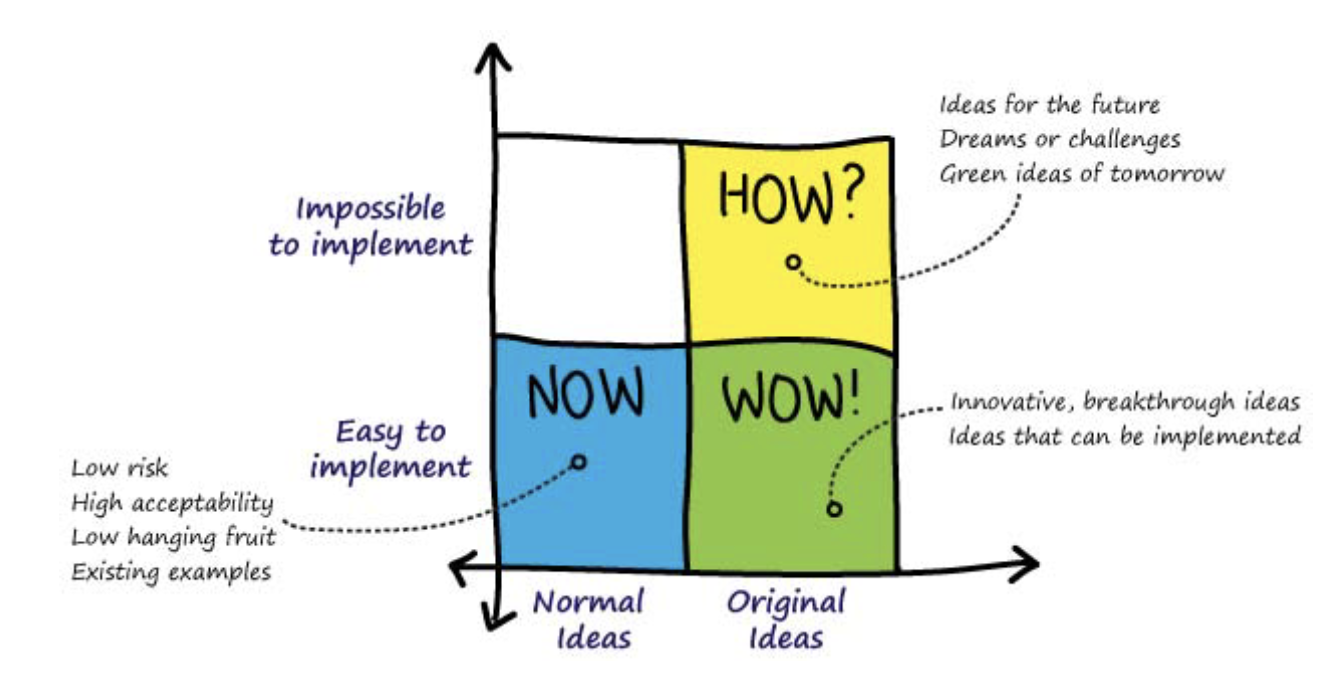 Ideas for the future
Dreams or challenges
Green ideas of tomorrow
HOW?
Impossible
to implement
NOW
WOW!
Innovative, breakthrough ideas
Ideas that can be implemented
Easy to
implement
Low risk
High acceptability
Low hanging fruit
Existing examples
Normal
Ideas
Original
Ideas